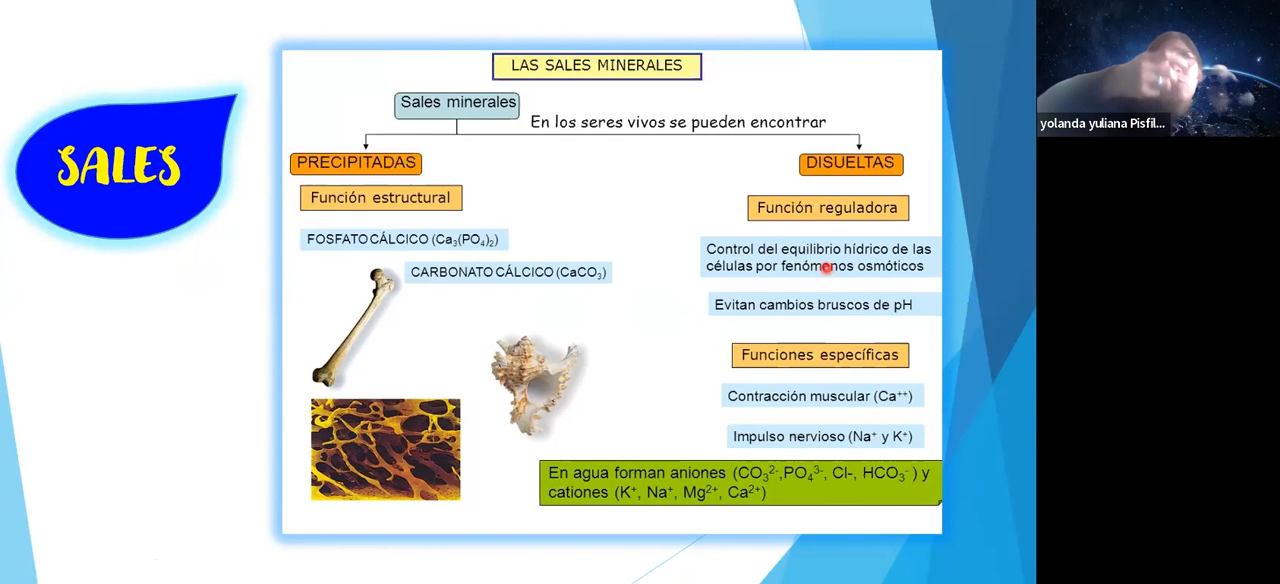 SALES
LAS SALES MINERALES
Sales minerales
En los seres vivos se pueden encontrar
PRECIPITADAS
DISUELTAS
Función estructural
Función reguladora
FOSFATO CÁLCICO (Ca₃(PO₄)₂)
CARBONATO CÁLCICO (CaCO₃)
Control del equilibrio hídrico de las
células por fenómenos osmóticos
Evitan cambios bruscos de pH
Funciones específicas
Contracción muscular (Ca⁺⁺)
Impulso nervioso (Na⁺ y K⁺)
En agua forman aniones (CO₃²⁻,PO₄³⁻, Cl-, HCO₃⁻ ) y
cationes (K⁺, Na⁺, Mg²⁺, Ca²⁺)
yolanda yuliana Pisfil...